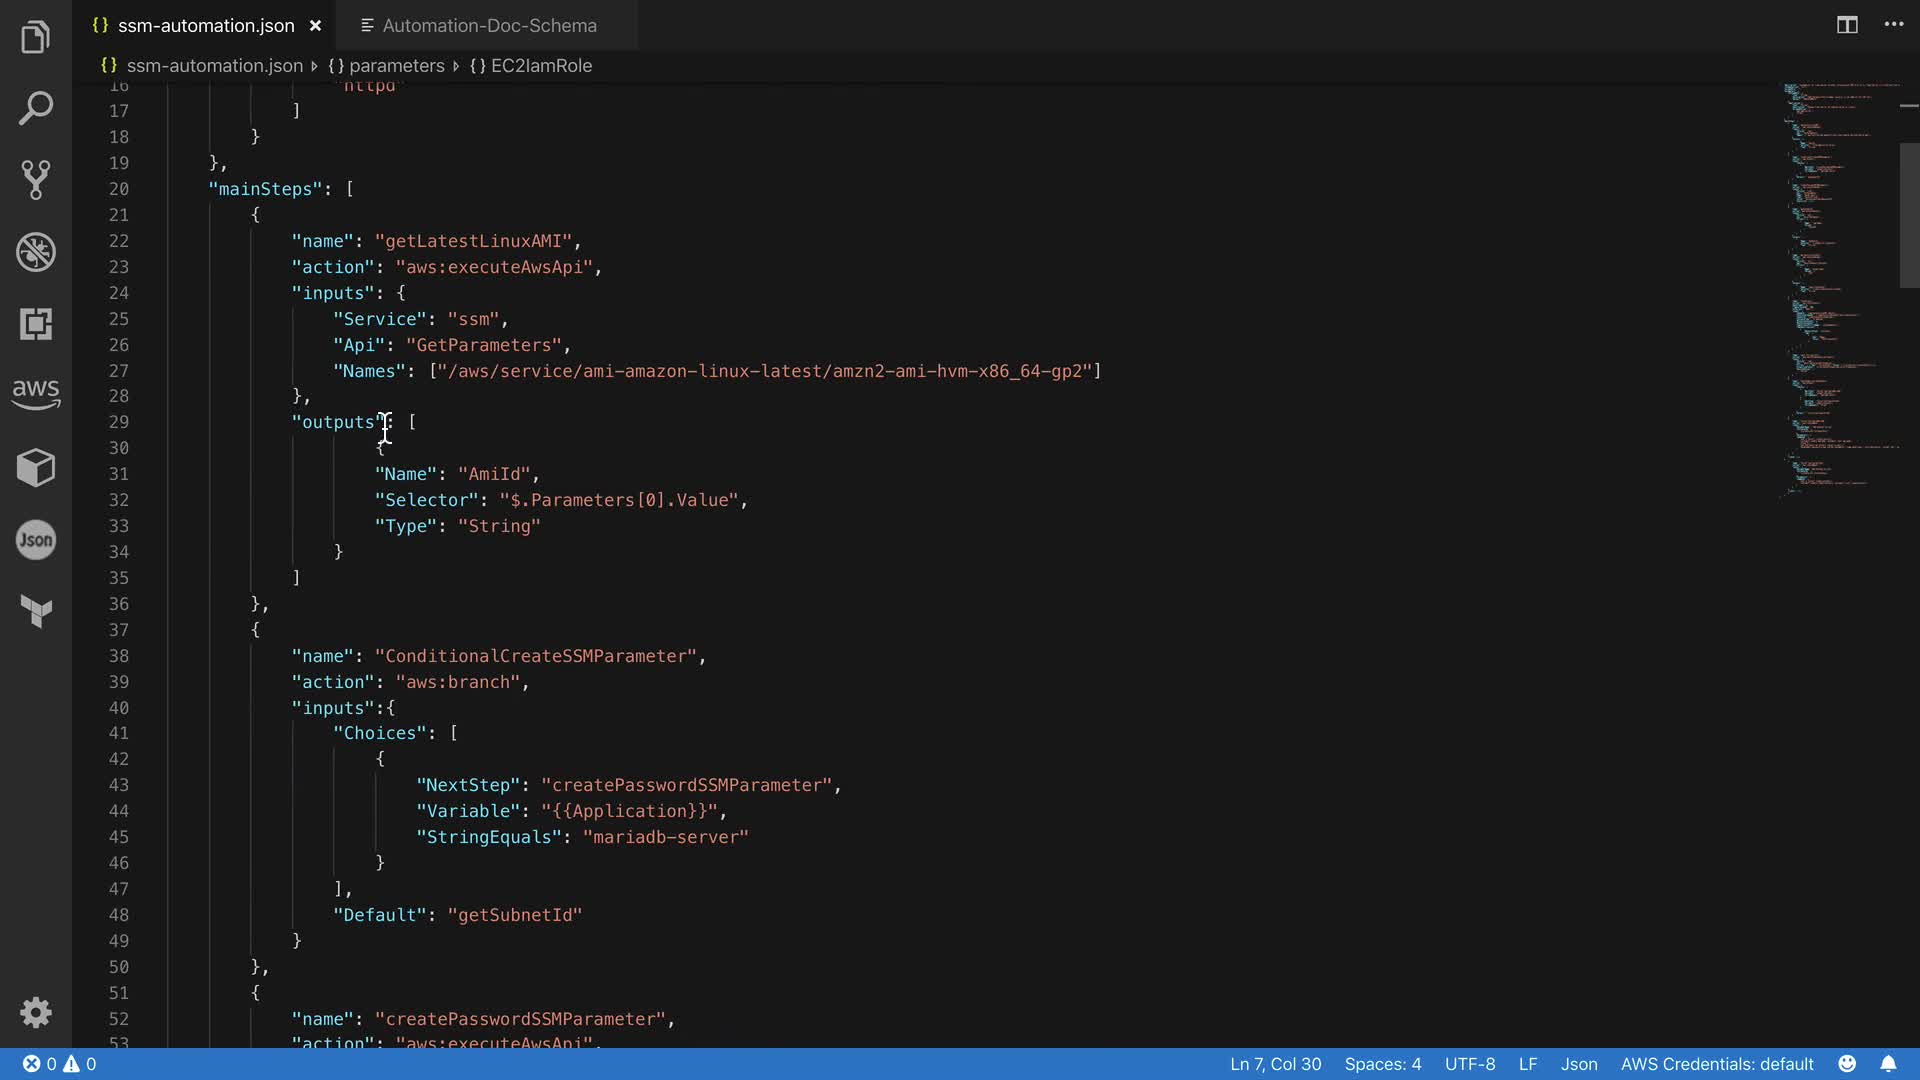 {} ssm-automation.json × Automation-Doc-Schema
{} ssm-automation.json {} parameters {} EC2IamRole
16 "httpd"
17 ]
18 }
19 },
20 "mainSteps": [
21 {
22 "name": "getLatestLinuxAMI",
23 "action": "aws:executeAwsApi",
24 "inputs": {
25 "Service": "ssm",
26 "Api": "GetParameters",
27 "Names": ["/aws/service/ami-amazon-linux-latest/amzn2-ami-hvm-x86_64-gp2"]
28 },
29 "outputs": [
30 {
31 "Name": "AmiId",
32 "Selector": "$.Parameters[0].Value",
33 "Type": "String"
34 }
35 ]
36 },
37 {
38 "name": "ConditionalCreateSSMParameter",
39 "action": "aws:branch",
40 "inputs":{
41 "Choices": [
42 {
43 "NextStep": "createPasswordSSMParameter",
44 "Variable": "{{Application}}",
45 "StringEquals": "mariadb-server"
46 }
47 ],
48 "Default": "getSubnetId"
49 }
50 },
51 {
52 "name": "createPasswordSSMParameter",
53 "action": "aws:executeAwsApi",
aws
Json
0 0 Ln 7, Col 30 Spaces: 4 UTF-8 LF Json AWS Credentials: default